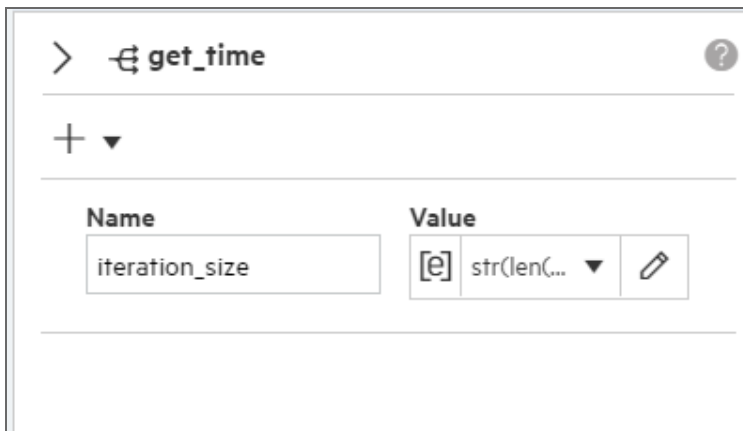 get_time
?
Name
Value
iteration_size
[e] str(len(...